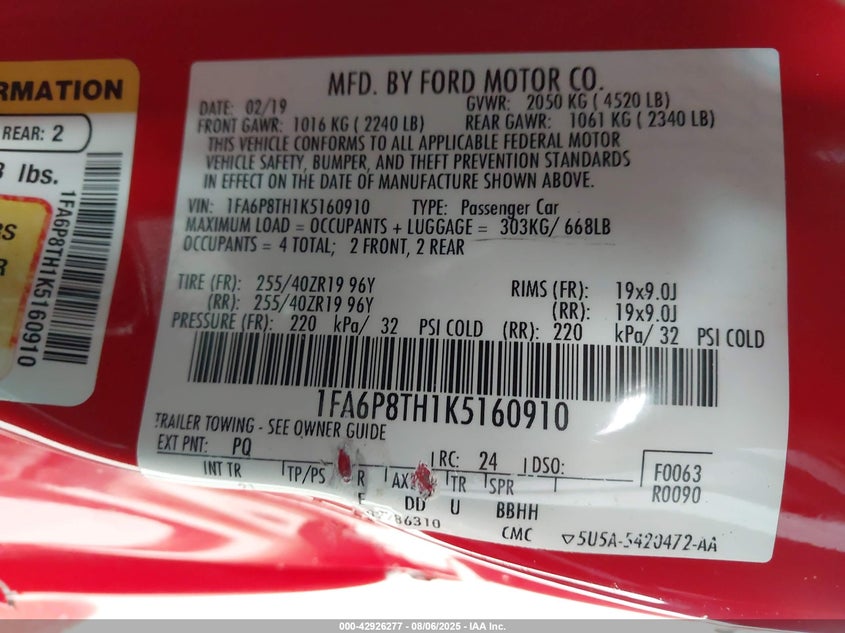 RMATION
REAR: 2
lbs.
RS
R
1FA6P8TH1K5160910
MFD. BY FORD MOTOR CO.
DATE: 02/19 GVWR: 2050 KG ( 4520 LB)
FRONT GAWR: 1016 KG ( 2240 LB) REAR GAWR: 1061 KG ( 2340 LB)
THIS VEHICLE CONFORMS TO ALL APPLICABLE FEDERAL MOTOR
VEHICLE SAFETY, BUMPER, AND THEFT PREVENTION STANDARDS
IN EFFECT ON THE DATE OF MANUFACTURE SHOWN ABOVE.
VIN: 1FA6P8TH1K5160910 TYPE: Passenger Car
MAXIMUM LOAD = OCCUPANTS + LUGGAGE = 303KG/ 668LB
OCCUPANTS = 4 TOTAL; 2 FRONT, 2 REAR
TIRE (FR): 255/40ZR19 96Y RIMS (FR): 19x9.0J
(RR): 255/40ZR19 96Y (RR): 19x9.0J
PRESSURE (FR): 220 kPa/ 32 PSI COLD (RR): 220 kPa/ 32 PSI COLD
1FA6P8TH1K5160910
TRAILER TOWING - SEE OWNER GUIDE
EXT PNT: PQ RC: 24 DSO: F0063
INT TR TP/PS R AX TR SPR R0090
DD U BBHH
86310 CMC ▽5U5A-5420472-AA
000-42926277 - 08/06/2025 - IAA Inc.